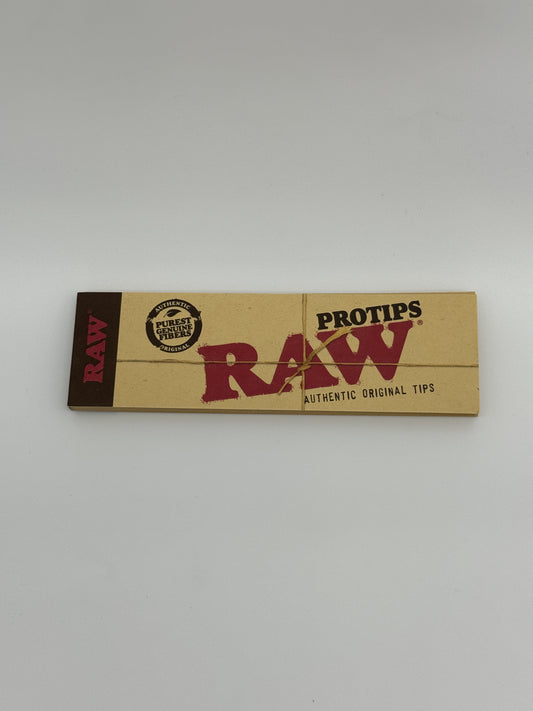 RAW®
AUTHENTIC
PUREST
GENUINE
FIBERS
ORIGINAL
PROTIPS
RAW®
AUTHENTIC ORIGINAL TIPS